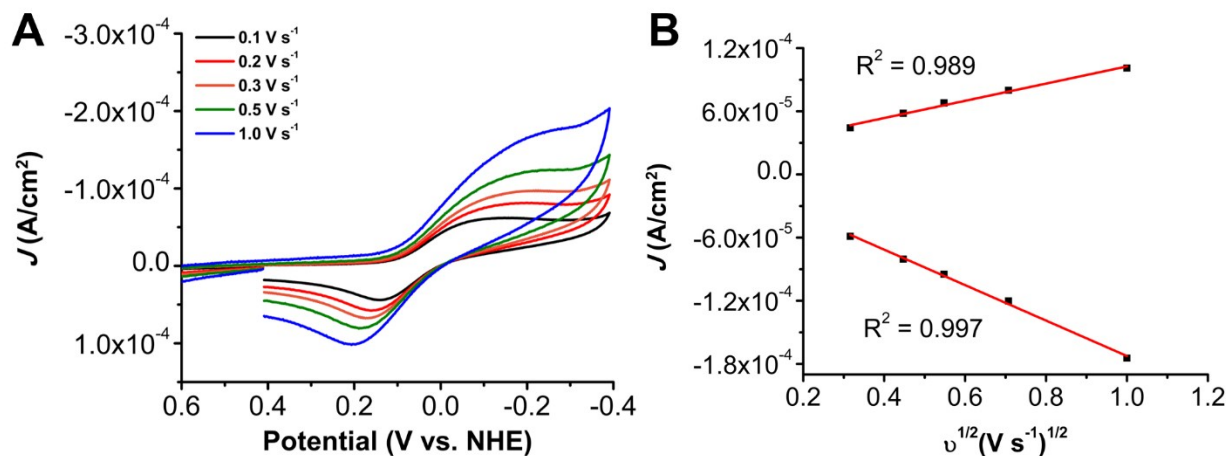 A
-3.0x10⁻⁴
-2.0x10⁻⁴
-1.0x10⁻⁴
0.0
1.0x10⁻⁴
J (A/cm²)
0.1 V s⁻¹
0.2 V s⁻¹
0.3 V s⁻¹
0.5 V s⁻¹
1.0 V s⁻¹
0.6 0.4 0.2 0.0 -0.2 -0.4
Potential (V vs. NHE)
B
1.2x10⁻⁴
6.0x10⁻⁵
0.0
-6.0x10⁻⁵
-1.2x10⁻⁴
-1.8x10⁻⁴
J (A/cm²)
R² = 0.989
R² = 0.997
0.2 0.4 0.6 0.8 1.0 1.2
υ¹ᐟ²(V s⁻¹)¹ᐟ²